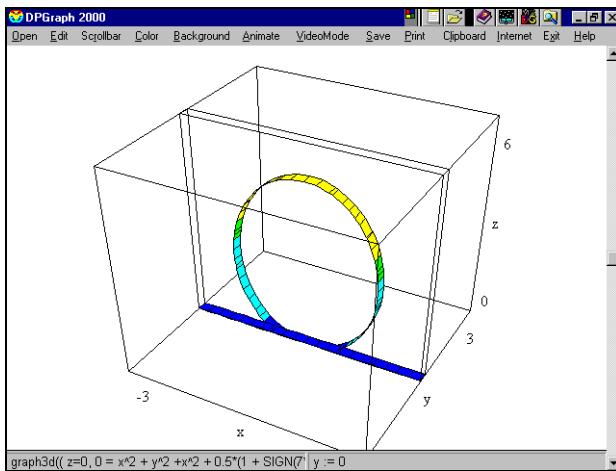 DPGraph 2000
Open Edit Scrollbar Color Background Animate VideoMode Save Print Clipboard Internet Exit Help
6
z
0
3
y
-3
x
graph3d(( z=0, 0 = x^2 + y^2 +x^2 + 0.5*(1 + SIGN(7 y := 0